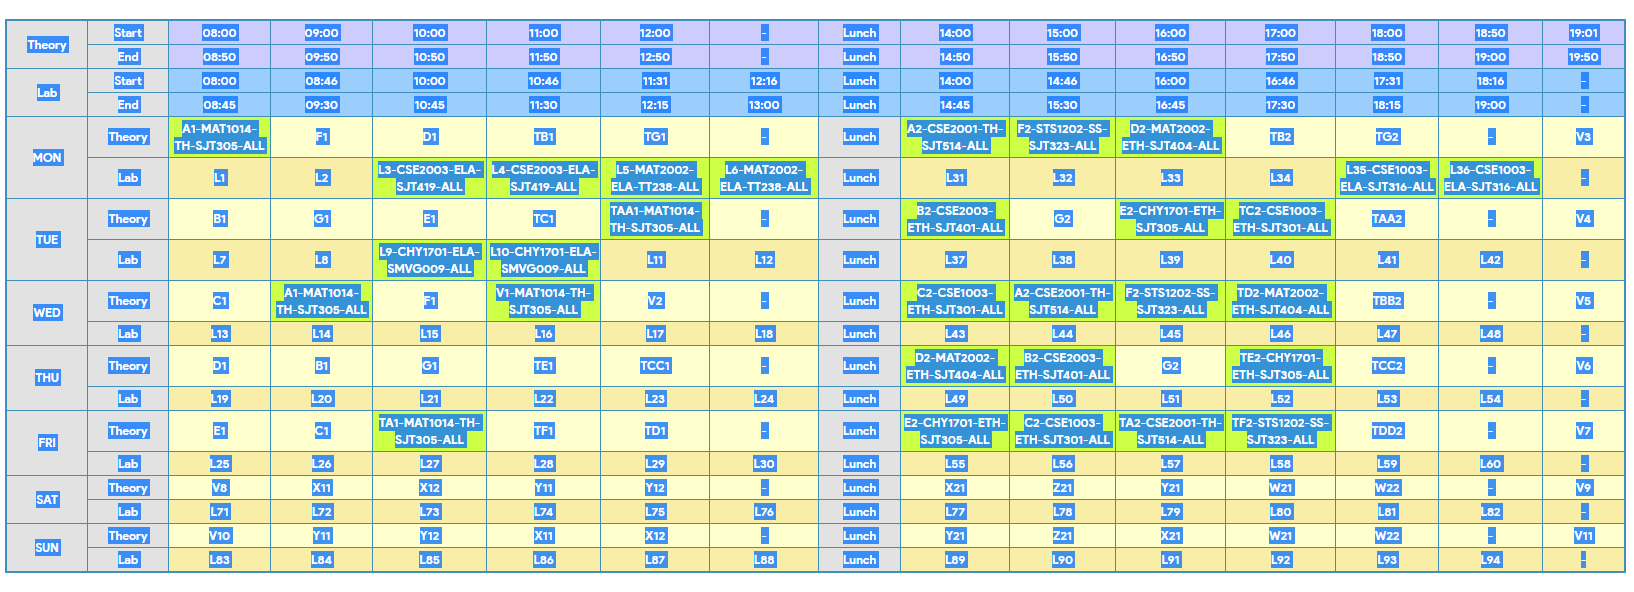 Theory Start 08:00 09:00 10:00 11:00 12:00 - Lunch 14:00 15:00 16:00 17:00 18:00 18:50 19:01
End 08:50 09:50 10:50 11:50 12:50 - Lunch 14:50 15:50 16:50 17:50 18:50 19:00 19:50
Lab Start 08:00 08:46 10:00 10:46 11:31 12:16 Lunch 14:00 14:46 16:00 16:46 17:31 18:16 -
End 08:45 09:30 10:45 11:30 12:15 13:00 Lunch 14:45 15:30 16:45 17:30 18:15 19:00 -
MON Theory A1-MAT1014-TH-SJT305-ALL F1 D1 TB1 TG1 - Lunch A2-CSE2001-TH-SJT514-ALL F2-STS1202-SS-SJT323-ALL D2-MAT2002-ETH-SJT404-ALL TB2 TG2 - V3
Lab L1 L2 L3-CSE2003-ELA-SJT419-ALL L4-CSE2003-ELA-SJT419-ALL L5-MAT2002-ELA-TT238-ALL L6-MAT2002-ELA-TT238-ALL Lunch L31 L32 L33 L34 L35-CSE1003-ELA-SJT316-ALL L36-CSE1003-ELA-SJT316-ALL -
TUE Theory B1 G1 E1 TC1 TAA1-MAT1014-TH-SJT305-ALL - Lunch B2-CSE2003-ETH-SJT401-ALL G2 E2-CHY1701-ETH-SJT305-ALL TC2-CSE1003-ETH-SJT301-ALL TAA2 - V4
Lab L7 L8 L9-CHY1701-ELA-SMVG009-ALL L10-CHY1701-ELA-SMVG009-ALL L11 L12 Lunch L37 L38 L39 L40 L41 L42 -
WED Theory C1 A1-MAT1014-TH-SJT305-ALL F1 V1-MAT1014-TH-SJT305-ALL V2 - Lunch C2-CSE1003-ETH-SJT301-ALL A2-CSE2001-TH-SJT514-ALL F2-STS1202-SS-SJT323-ALL TD2-MAT2002-ETH-SJT404-ALL TBB2 - V5
Lab L13 L14 L15 L16 L17 L18 Lunch L43 L44 L45 L46 L47 L48 -
THU Theory D1 B1 G1 TE1 TCC1 - Lunch D2-MAT2002-ETH-SJT404-ALL B2-CSE2003-ETH-SJT401-ALL G2 TE2-CHY1701-ETH-SJT305-ALL TCC2 - V6
Lab L19 L20 L21 L22 L23 L24 Lunch L49 L50 L51 L52 L53 L54 -
FRI Theory E1 C1 TA1-MAT1014-TH-SJT305-ALL TF1 TD1 - Lunch E2-CHY1701-ETH-SJT305-ALL C2-CSE1003-ETH-SJT301-ALL TA2-CSE2001-TH-SJT514-ALL TF2-STS1202-SS-SJT323-ALL TDD2 - V7
Lab L25 L26 L27 L28 L29 L30 Lunch L55 L56 L57 L58 L59 L60 -
SAT Theory V8 X11 X12 Y11 Y12 - Lunch X21 Z21 Y21 W21 W22 - V9
Lab L71 L72 L73 L74 L75 L76 Lunch L77 L78 L79 L80 L81 L82 -
SUN Theory V10 Y11 Y12 X11 X12 - Lunch Y21 Z21 X21 W21 W22 - V11
Lab L83 L84 L85 L86 L87 L88 Lunch L89 L90 L91 L92 L93 L94 -